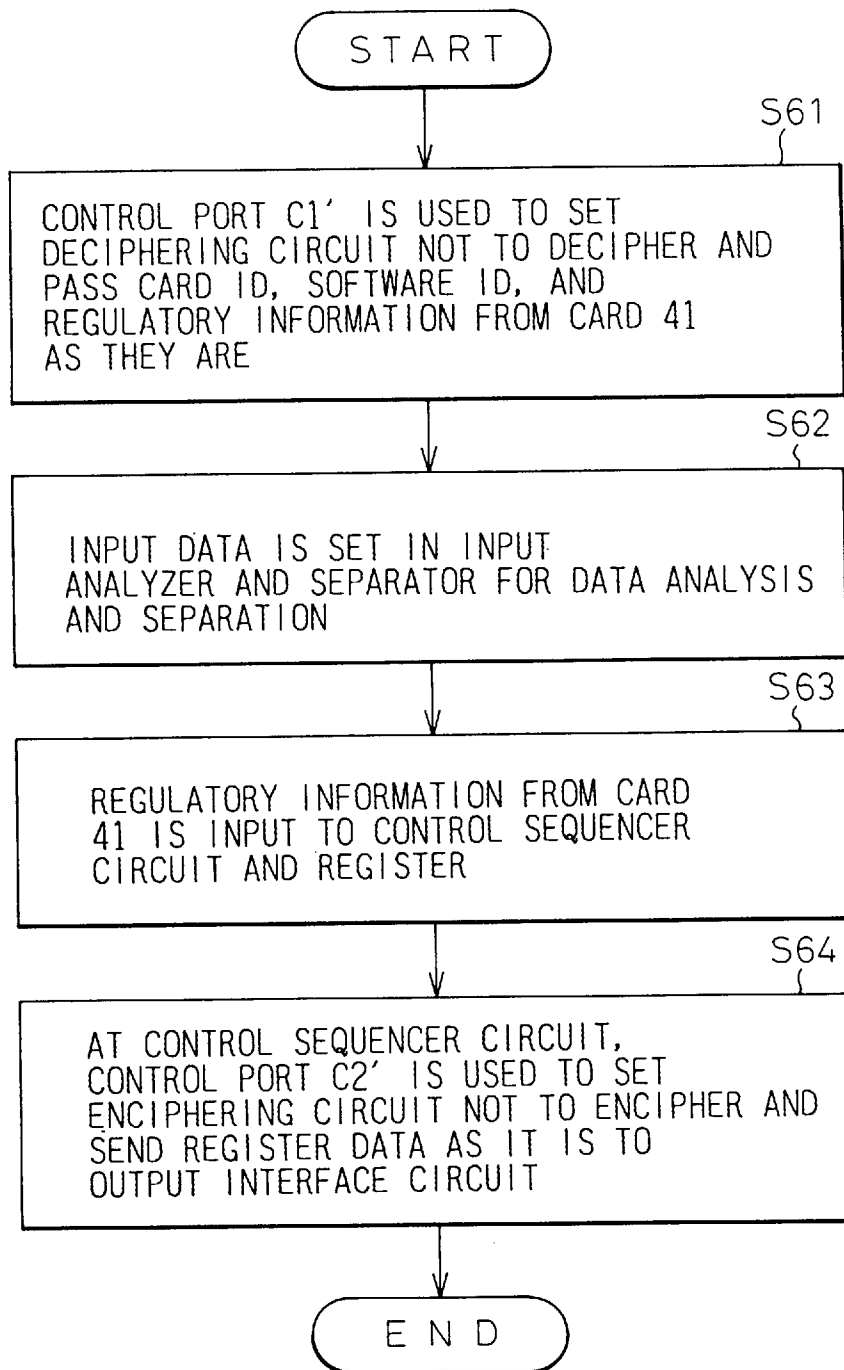 START
S61
CONTROL PORT C1′ IS USED TO SET
DECIPHERING CIRCUIT NOT TO DECIPHER AND
PASS CARD ID, SOFTWARE ID, AND
REGULATORY INFORMATION FROM CARD 41
AS THEY ARE
S62
INPUT DATA IS SET IN INPUT
ANALYZER AND SEPARATOR FOR DATA ANALYSIS
AND SEPARATION
S63
REGULATORY INFORMATION FROM CARD
41 IS INPUT TO CONTROL SEQUENCER
CIRCUIT AND REGISTER
S64
AT CONTROL SEQUENCER CIRCUIT,
CONTROL PORT C2′ IS USED TO SET
ENCIPHERING CIRCUIT NOT TO ENCIPHER AND
SEND REGISTER DATA AS IT IS TO
OUTPUT INTERFACE CIRCUIT
END